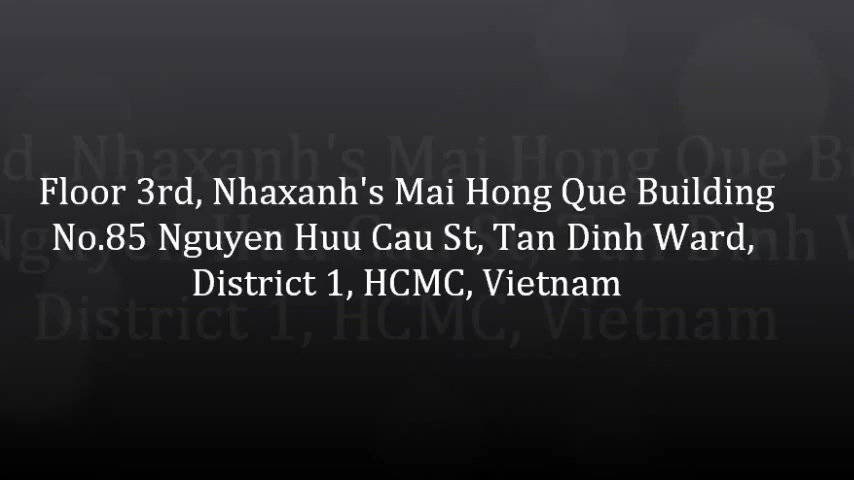 Floor 3rd, Nhaxanh's Mai Hong Que Building
No.85 Nguyen Huu Cau St, Tan Dinh Ward,
District 1, HCMC, Vietnam